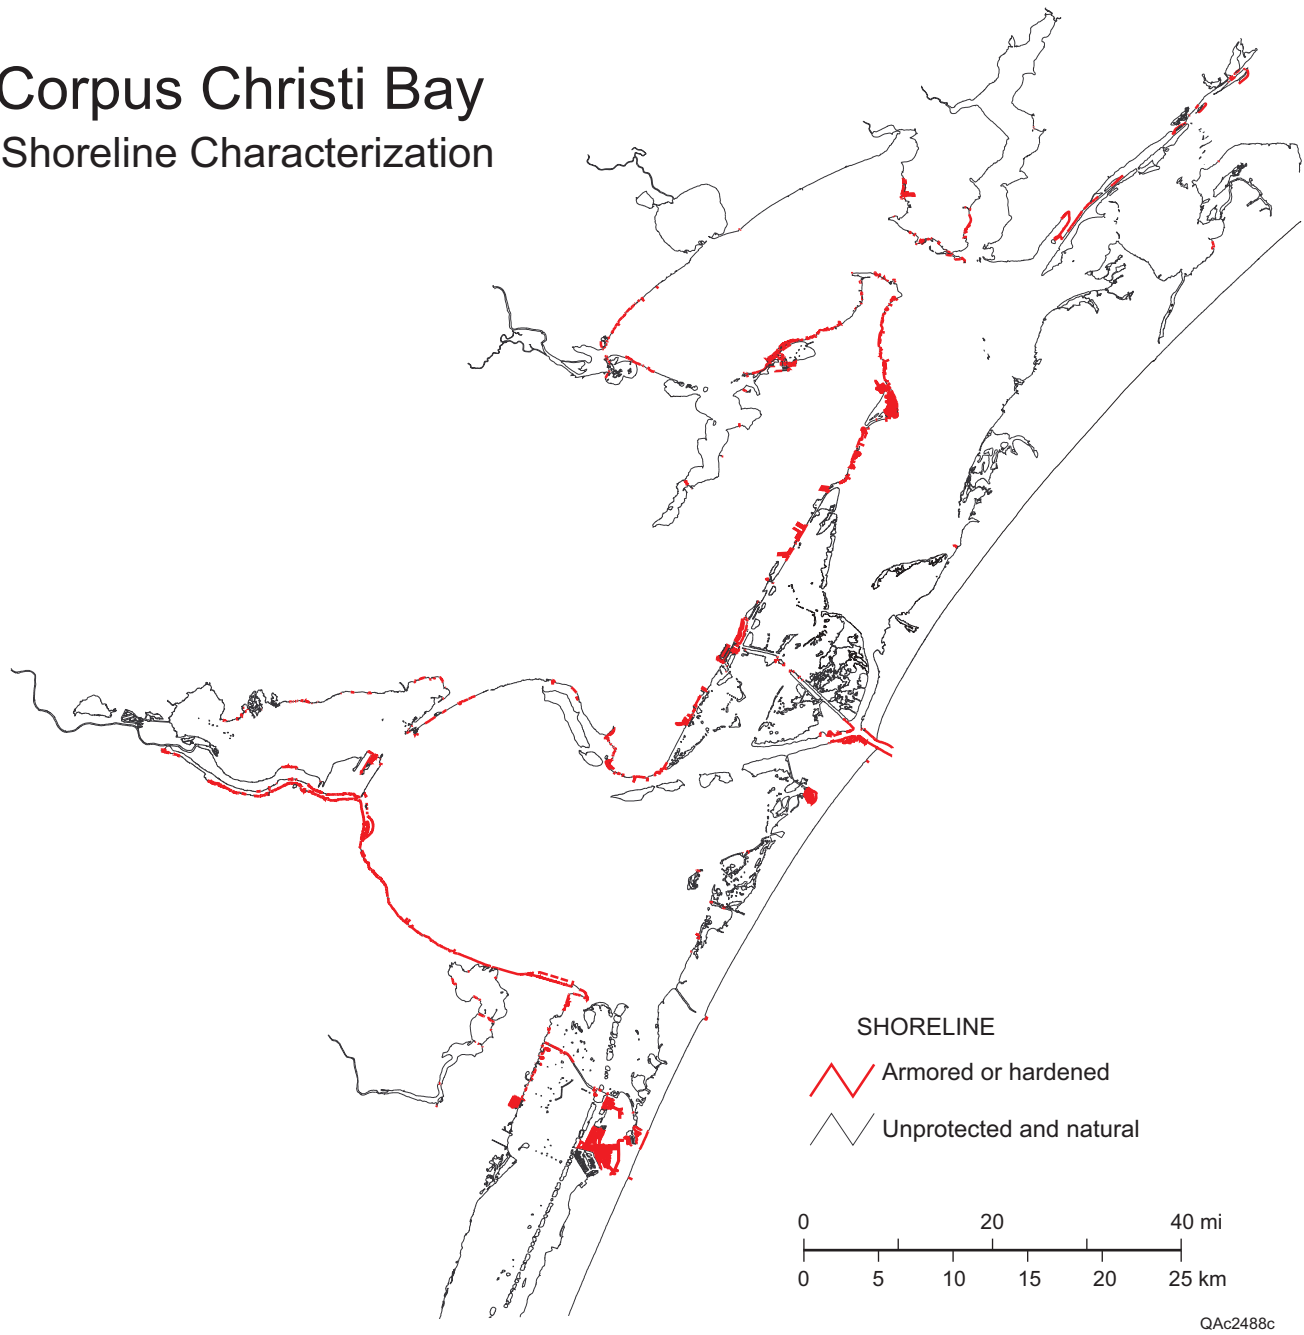 Corpus Christi Bay
Shoreline Characterization
SHORELINE
Armored or hardened
Unprotected and natural
0 20 40 mi
0 5 10 15 20 25 km
QAc2488c